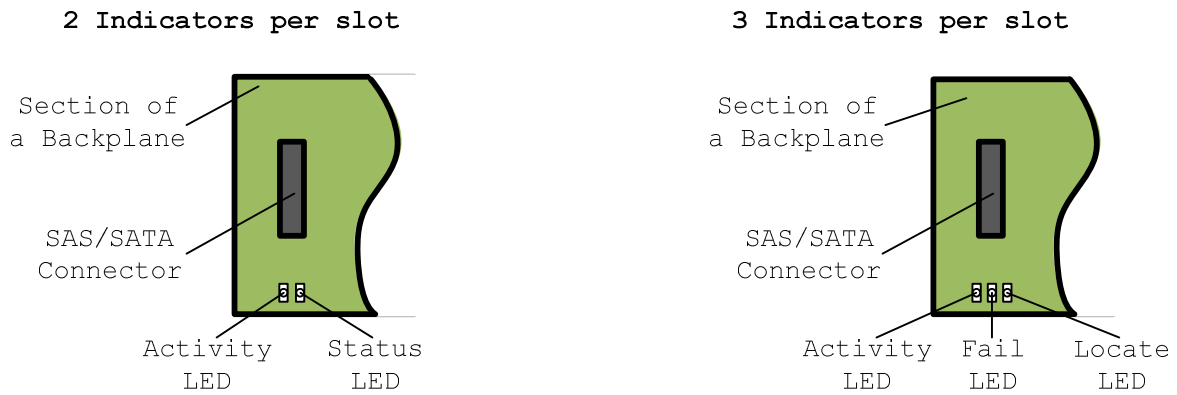 2 Indicators per slot
Section of
a Backplane
SAS/SATA
Connector
Activity
LED
Status
LED
3 Indicators per slot
Section of
a Backplane
SAS/SATA
Connector
Activity
LED
Fail
LED
Locate
LED